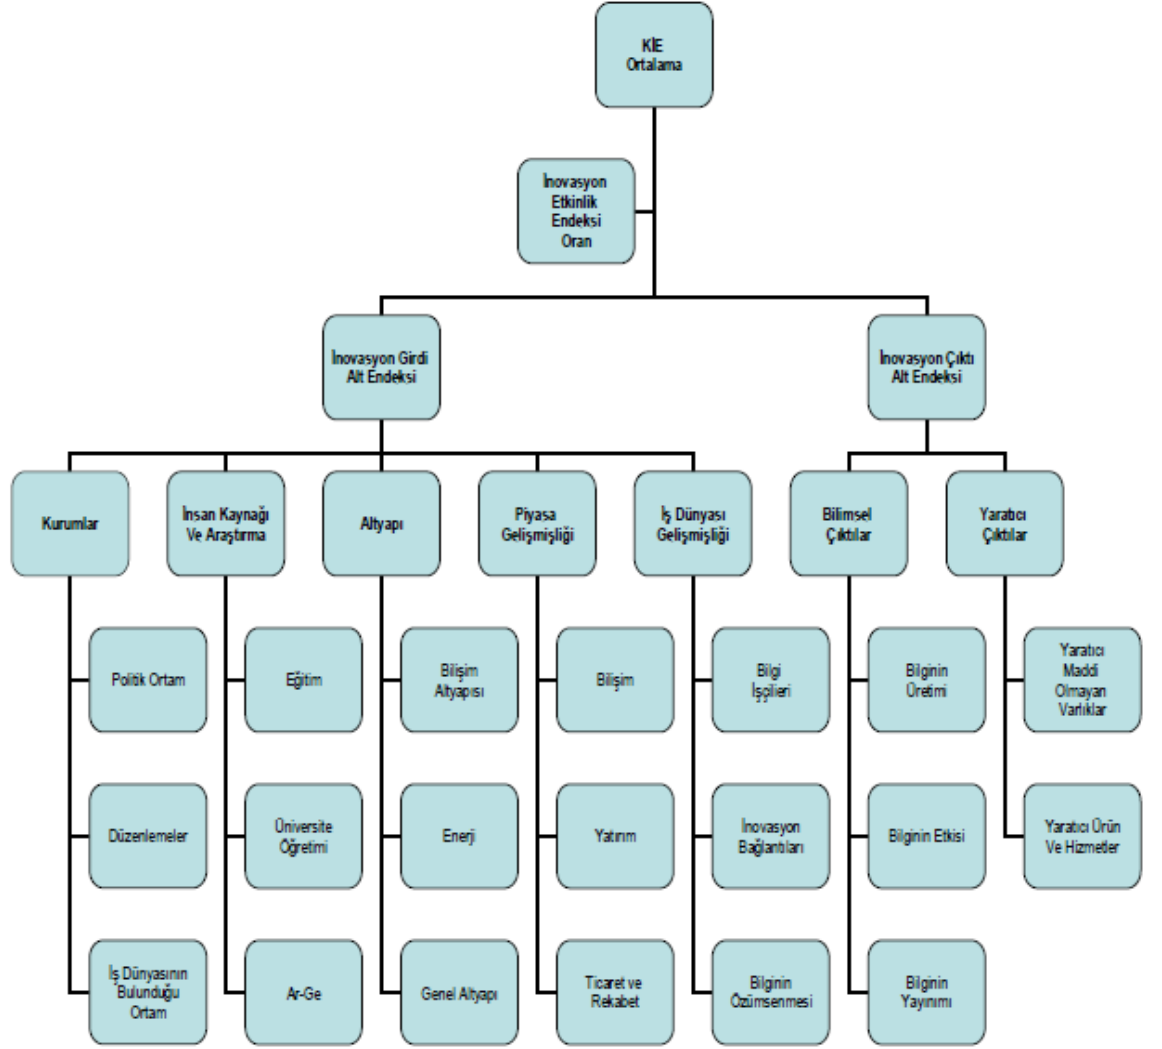 KİE
Ortalama
İnovasyon
Etkinlik
Endeksi
Oran
İnovasyon Girdi
Alt Endeksi
İnovasyon Çıktı
Alt Endeksi
Kurumlar
İnsan Kaynağı
Ve Araştırma
Altyapı
Piyasa
Gelişmişliği
İş Dünyası
Gelişmişliği
Bilimsel
Çıktılar
Yaratıcı
Çıktılar
Politik Ortam
Eğitim
Bilişim
Altyapısı
Bilişim
Bilgi
İşçileri
Bilginin
Üretimi
Yaratıcı
Maddi
Olmayan
Varlıklar
Düzenlemeler
Üniversite
Öğretimi
Enerji
Yatırım
İnovasyon
Bağlantıları
Bilginin Etkisi
Yaratıcı Ürün
Ve Hizmetler
İş Dünyasının
Bulunduğu
Ortam
Ar-Ge
Genel Altyapı
Ticaret ve
Rekabet
Bilginin
Özümsenmesi
Bilginin
Yayınımı